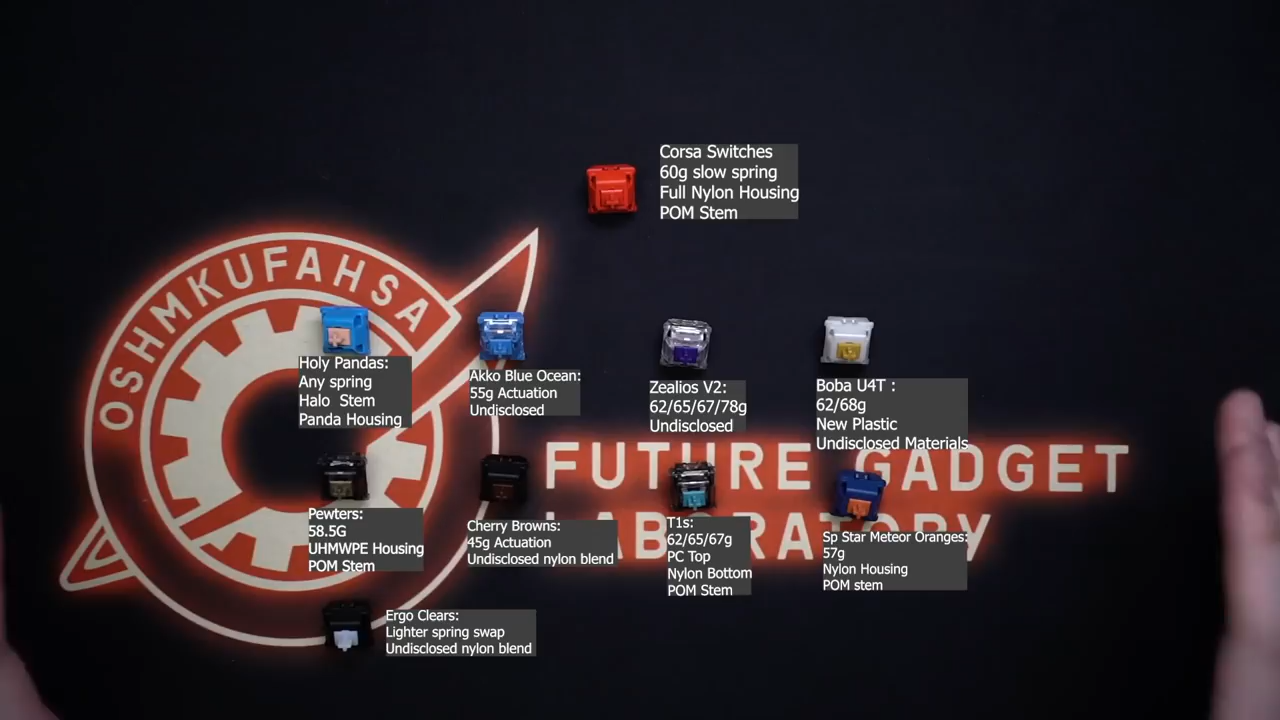 Corsa Switches
60g slow spring
Full Nylon Housing
POM Stem
OSHMKUFAHSA
Holy Pandas:
Any spring
Halo Stem
Panda Housing
Akko Blue Ocean:
55g Actuation
Undisclosed
Zealios V2:
62/65/67/78g
Undisclosed
Boba U4T :
62/68g
New Plastic
Undisclosed Materials
FUTURE GADGET
LABORATORY
Pewters:
58.5G
UHMWPE Housing
POM Stem
Cherry Browns:
45g Actuation
Undisclosed nylon blend
T1s:
62/65/67g
PC Top
Nylon Bottom
POM Stem
Sp Star Meteor Oranges:
57g
Nylon Housing
POM stem
Ergo Clears:
Lighter spring swap
Undisclosed nylon blend